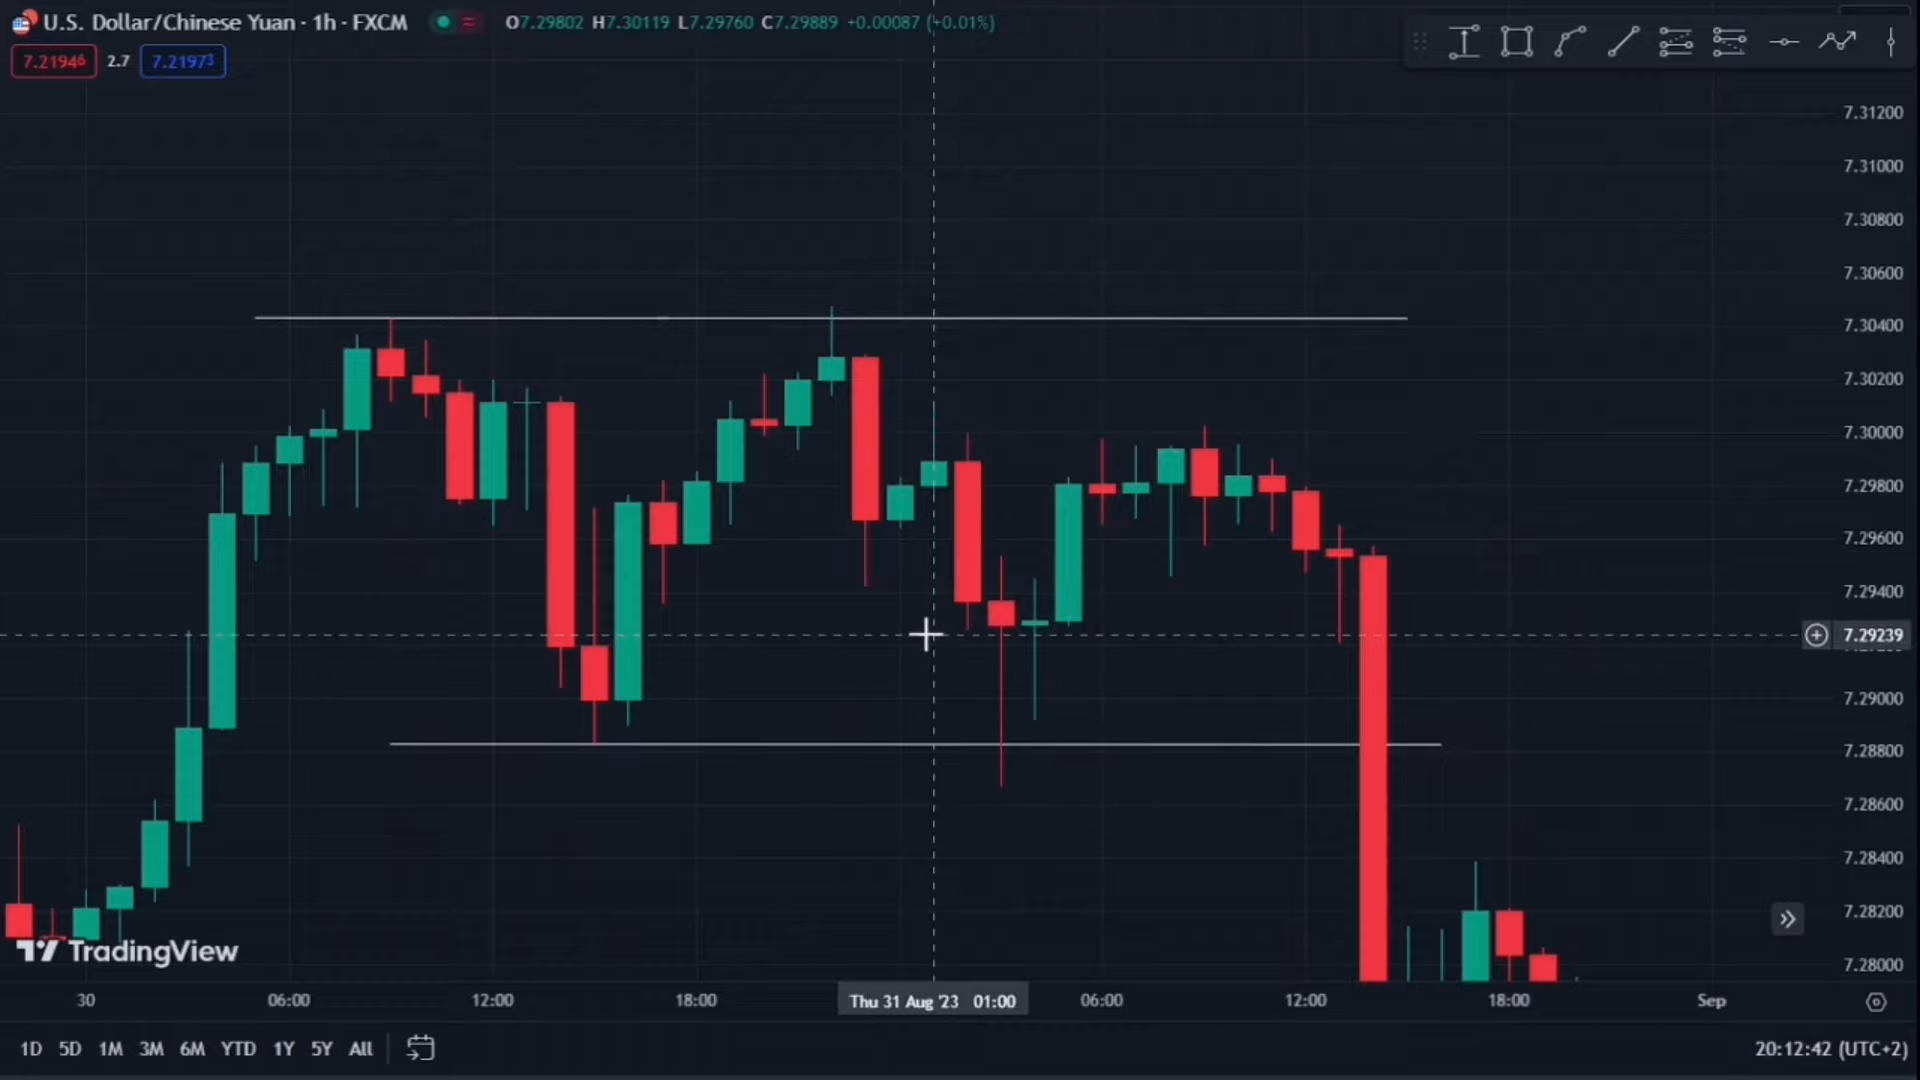 U.S. Dollar/Chinese Yuan · 1h · FXCM
O7.29802 H7.30119 L7.29760 C7.29889 +0.00087 (+0.01%)
7.21946 2.7 7.21973
7.31200
7.31000
7.30800
7.30600
7.30400
7.30200
7.30000
7.29800
7.29600
7.29400
7.29239
7.29000
7.28800
7.28600
7.28400
7.28200
7.28000
TradingView
30 06:00 12:00 18:00 Thu 31 Aug '23 01:00 06:00 12:00 18:00 Sep
1D 5D 1M 3M 6M YTD 1Y 5Y All
20:12:42 (UTC+2)